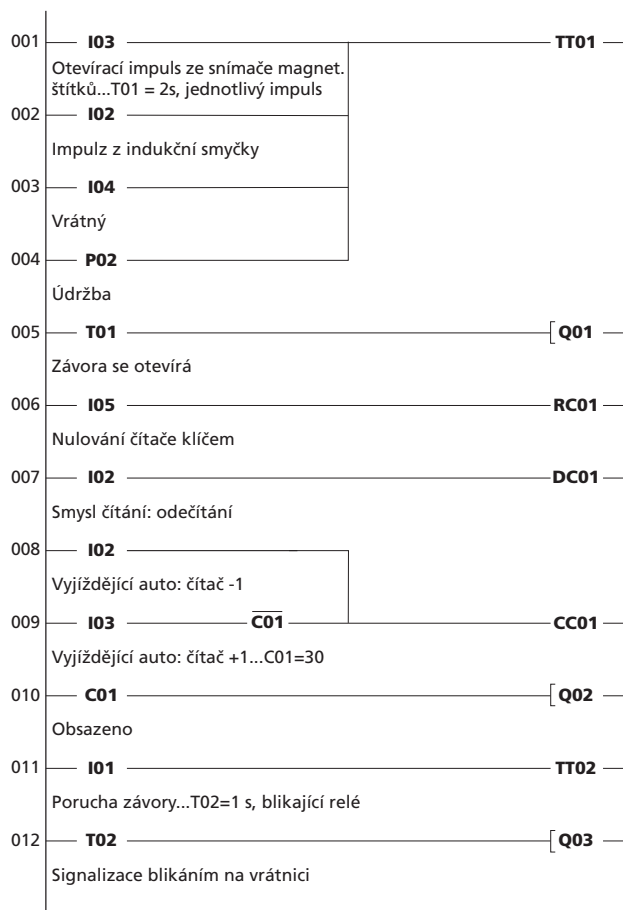 001 I03 TT01
Otevírací impuls ze snímače magnet.
štítků...T01 = 2s, jednotlivý impuls
002 I02
Impulz z indukční smyčky
003 I04
Vrátný
004 P02
Údržba
005 T01 [ Q01
Závora se otevírá
006 I05 RC01
Nulování čítače klíčem
007 I02 DC01
Smysl čítání: odečítání
008 I02
Vyjíždějící auto: čítač -1
009 I03 C̅0̅1̅ CC01
Vyjíždějící auto: čítač +1...C01=30
010 C01 [ Q02
Obsazeno
011 I01 TT02
Porucha závory...T02=1 s, blikající relé
012 T02 [ Q03
Signalizace blikáním na vrátnici